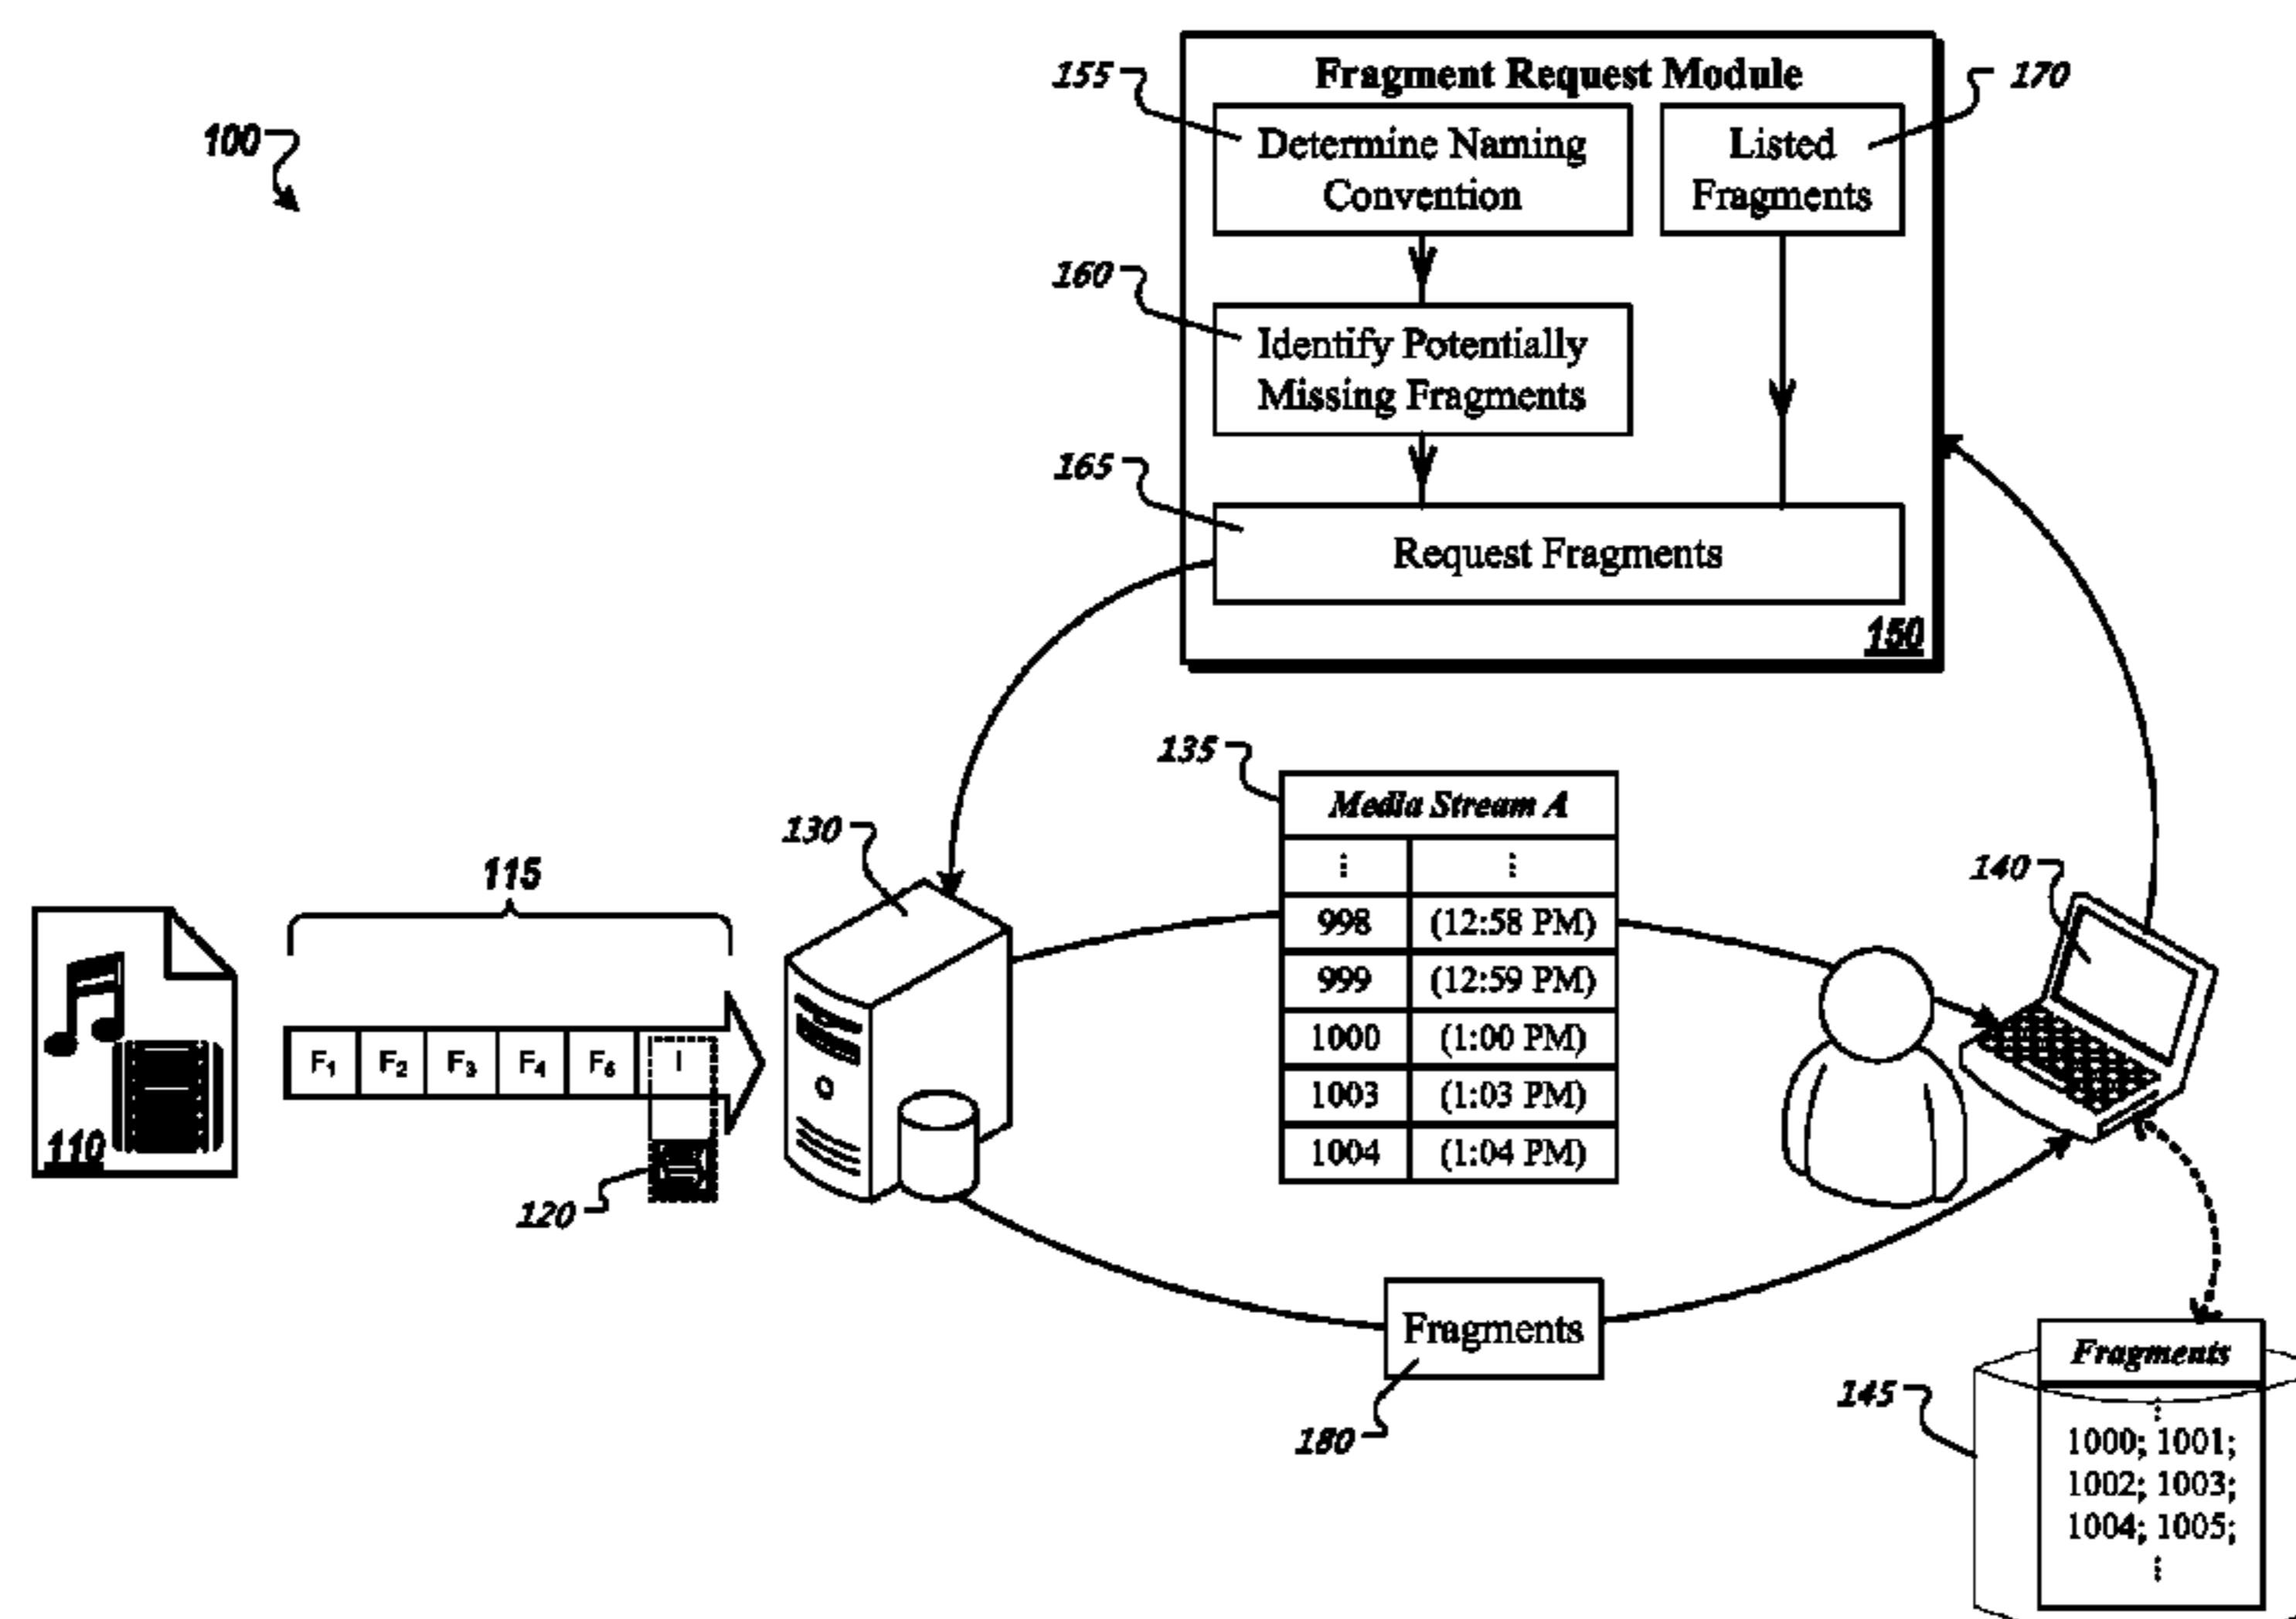 100
155
Fragment Request Module
170
Determine Naming
Convention
Listed
Fragments
160
Identify Potentially
Missing Fragments
165
Request Fragments
150
135
Media Stream A
⋮ ⋮
998 (12:58 PM)
999 (12:59 PM)
1000 (1:00 PM)
1003 (1:03 PM)
1004 (1:04 PM)
130
115
140
110
F1 F2 F3 F4 F5 I
120
Fragments
180
145
Fragments
⋮
1000; 1001;
1002; 1003;
1004; 1005;
⋮